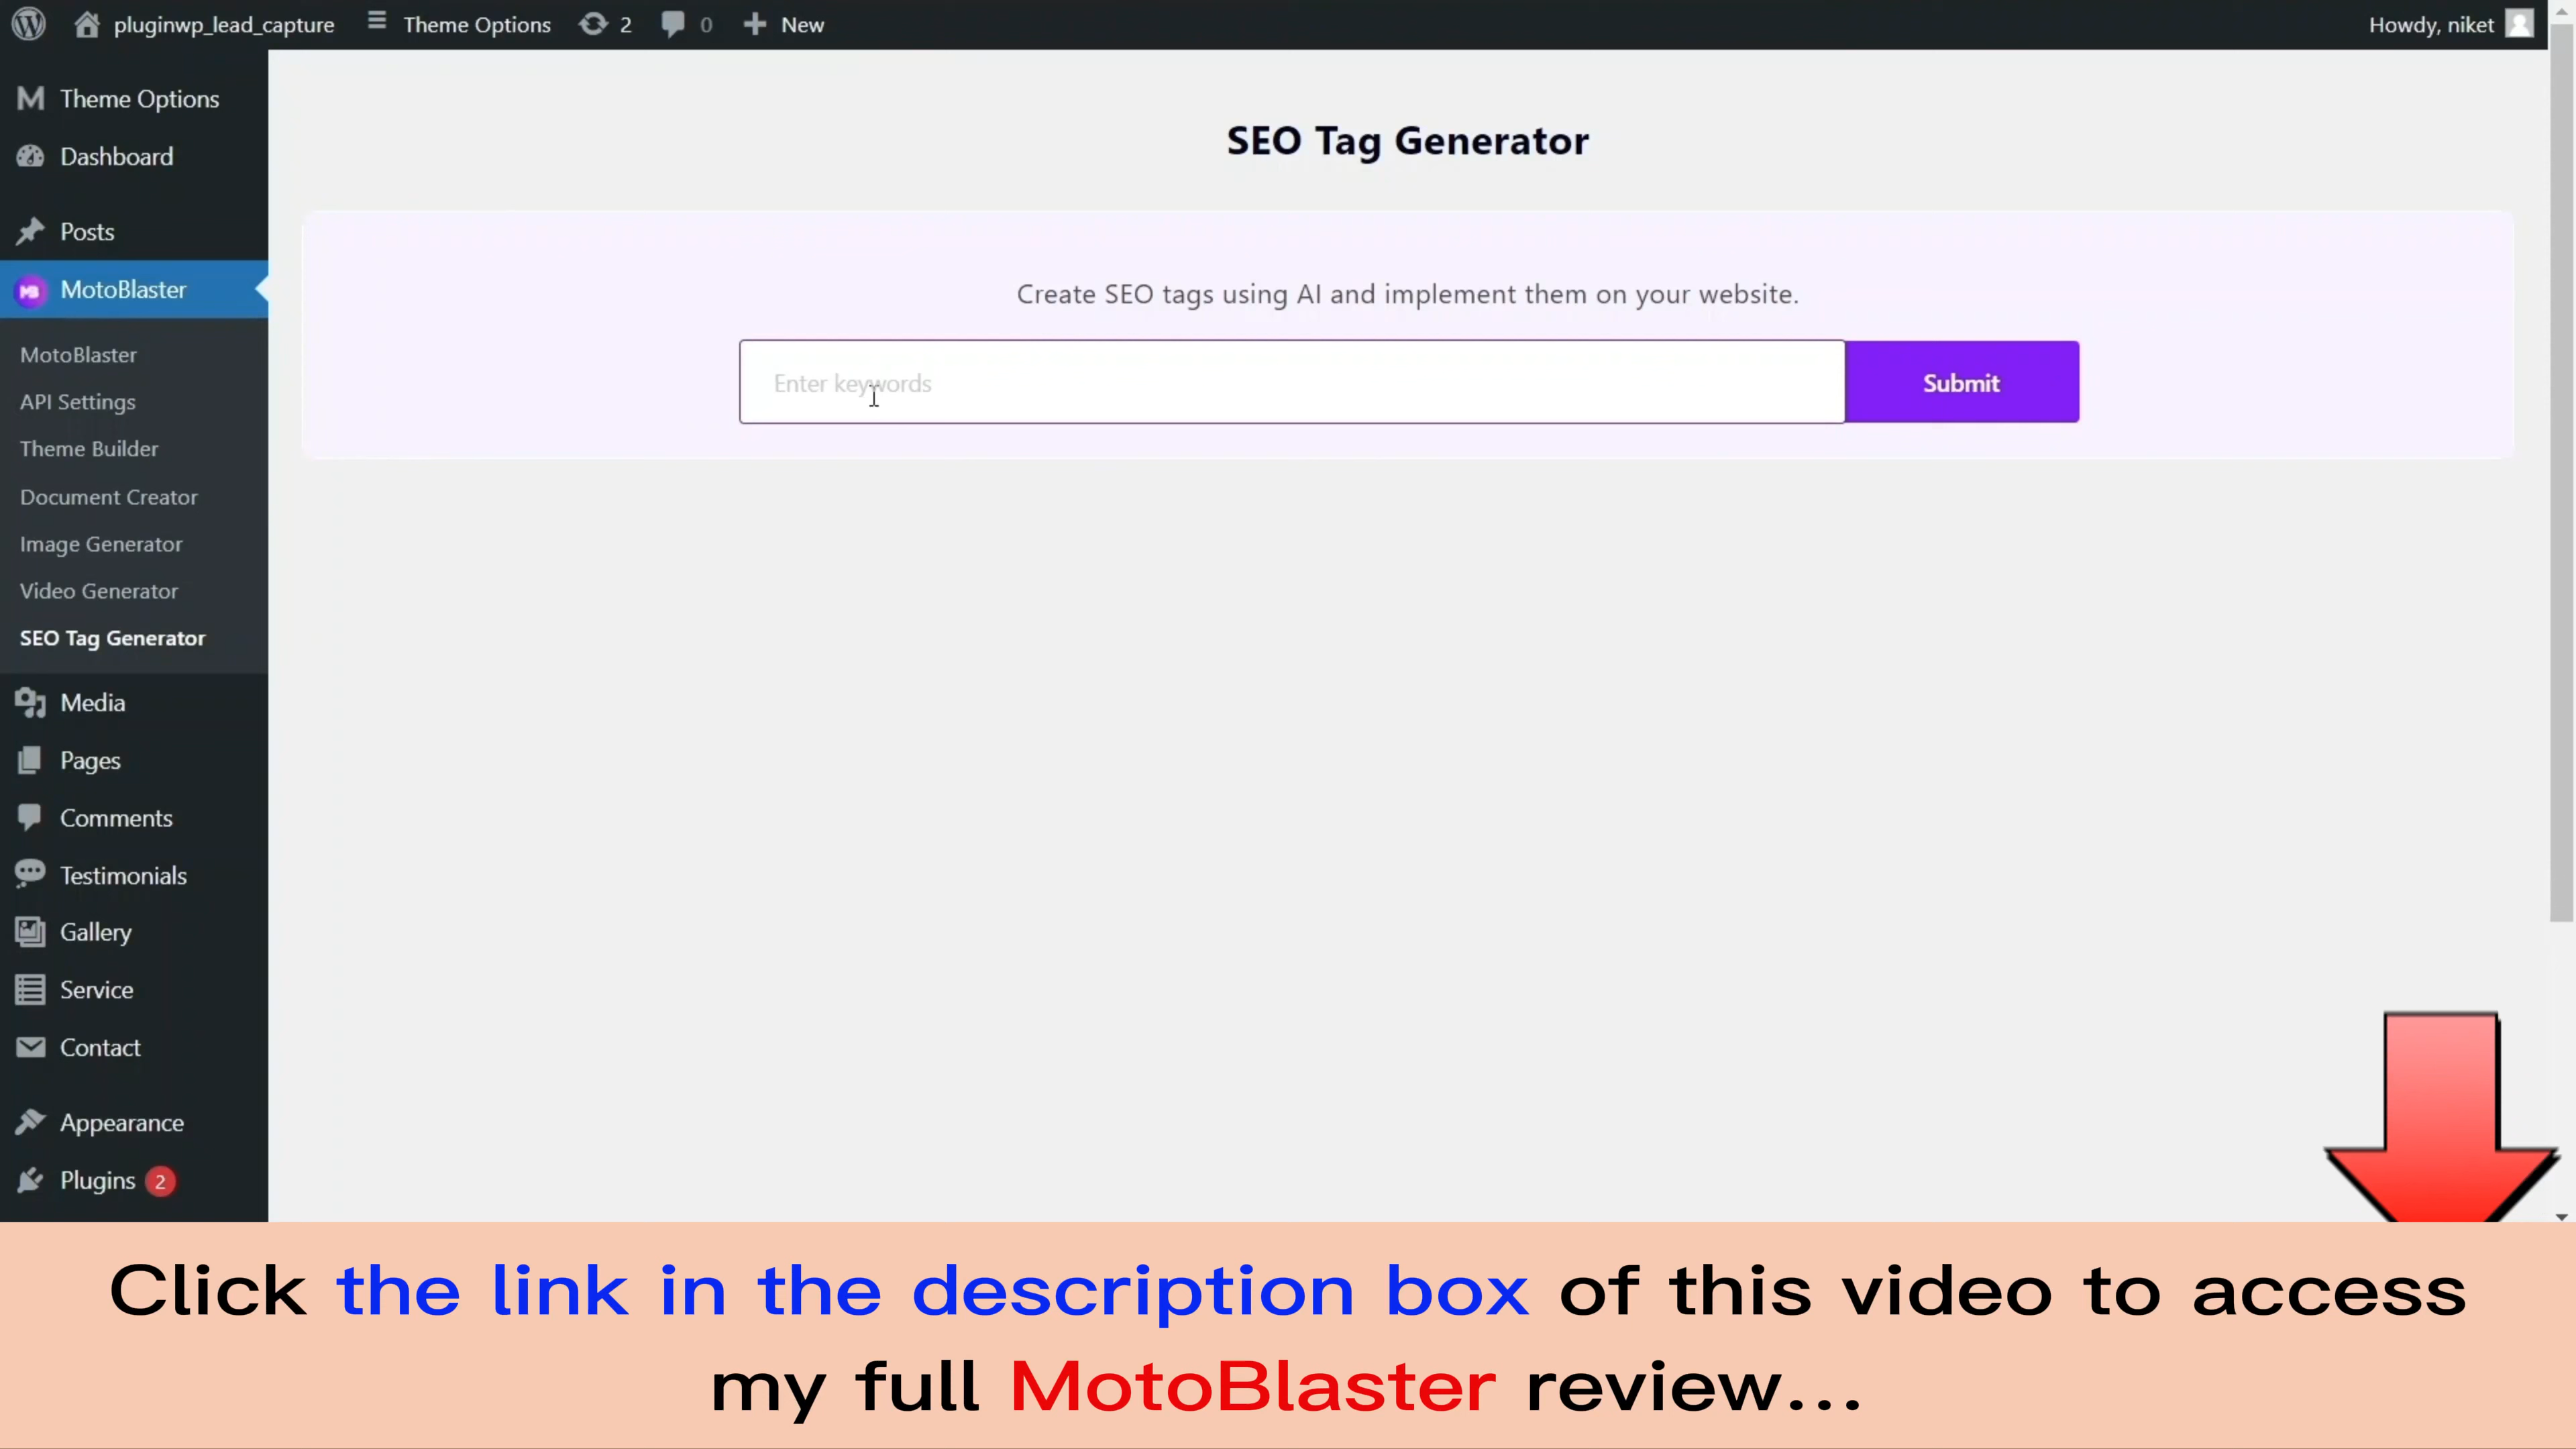 pluginwp_lead_capture Theme Options 2 0 New Howdy, niket
Theme Options
Dashboard
Posts
MotoBlaster
MotoBlaster
API Settings
Theme Builder
Document Creator
Image Generator
Video Generator
SEO Tag Generator
Media
Pages
Comments
Testimonials
Gallery
Service
Contact
Appearance
Plugins 2
SEO Tag Generator
Create SEO tags using AI and implement them on your website.
Enter keywords Submit
Click the link in the description box of this video to access
my full MotoBlaster review...